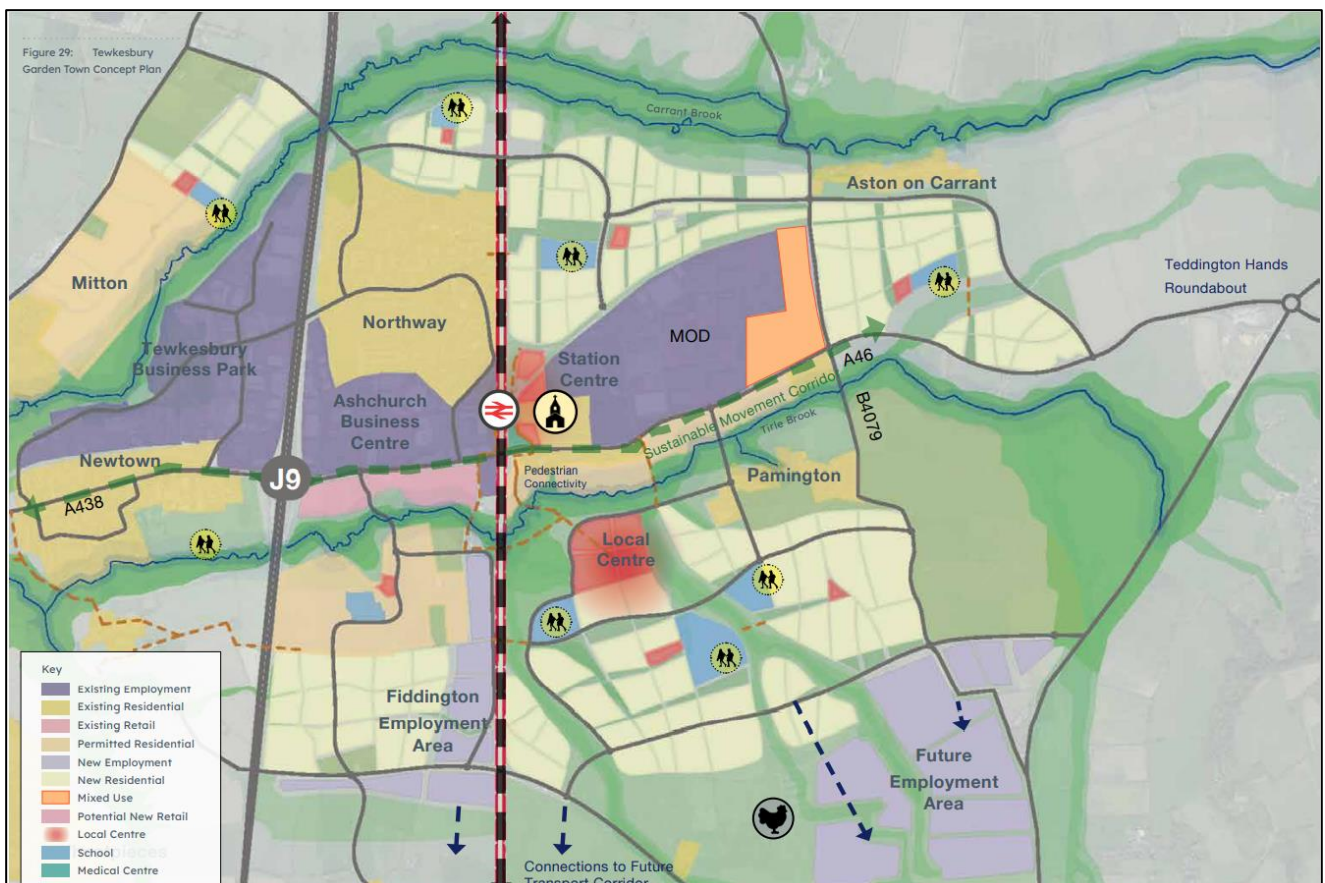 Figure 29: Tewkesbury
Garden Town Concept Plan
Carrant Brook
Aston on Carrant
Teddington Hands
Roundabout
Mitton
Northway
Tewkesbury
Business Park
Station
Centre
MOD
Ashchurch
Business
Centre
A46
Sustainable Movement Corrido
Tirle Brook
B4079
Newtown
J9
A438
Pedestrian
Connectivity
Pamington
Local
Centre
Fiddington
Employment
Area
Future
Employment
Area
Key
Existing Employment
Existing Residential
Existing Retail
Permitted Residential
New Employment
New Residential
Mixed Use
Potential New Retail
Local Centre
School
Medical Centre
Connections to Future
Transport Corridor